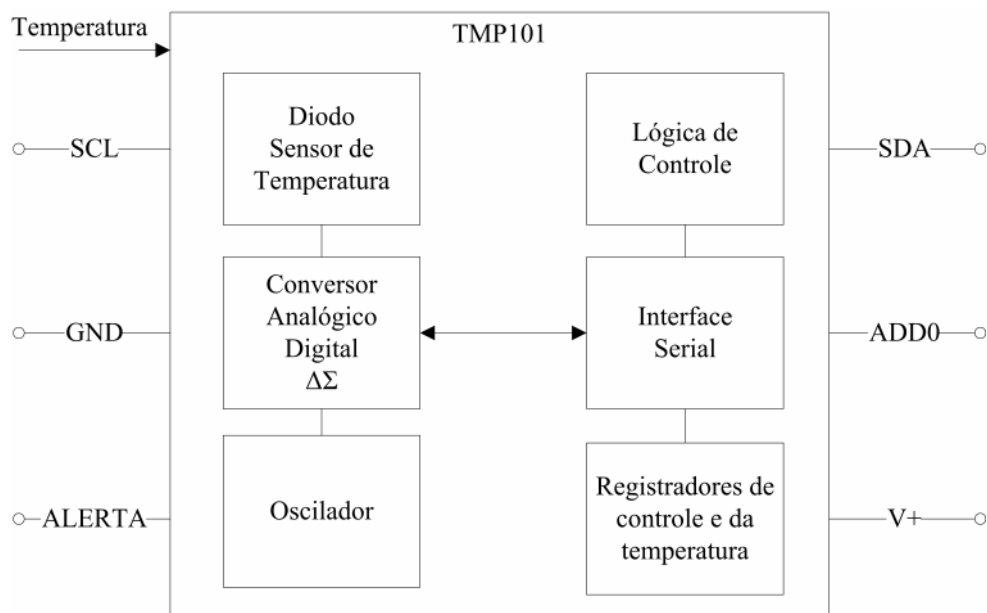 Temperatura
TMP101
Diodo
Sensor de
Temperatura
Lógica de
Controle
SCL
SDA
Conversor
Analógico
Digital
ΔΣ
Interface
Serial
GND
ADD0
Oscilador
Registradores de
controle e da
temperatura
ALERTA
V+